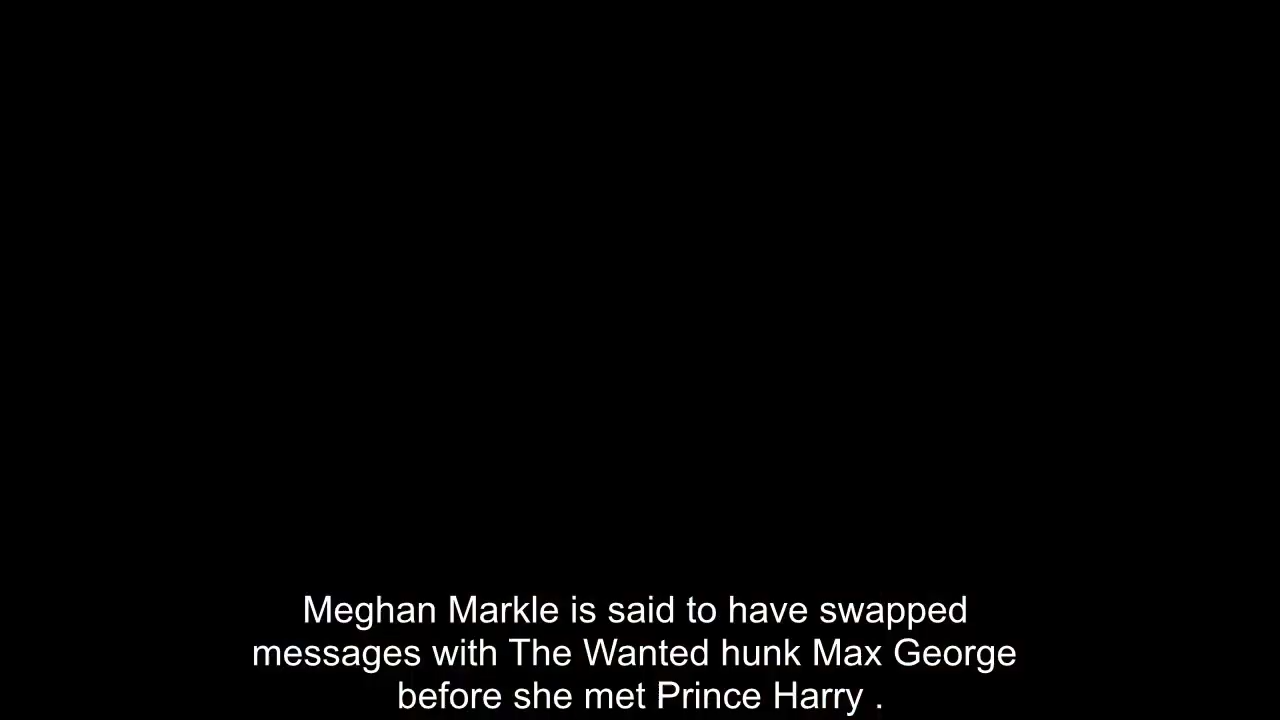 Meghan Markle is said to have swapped
messages with The Wanted hunk Max George
before she met Prince Harry .